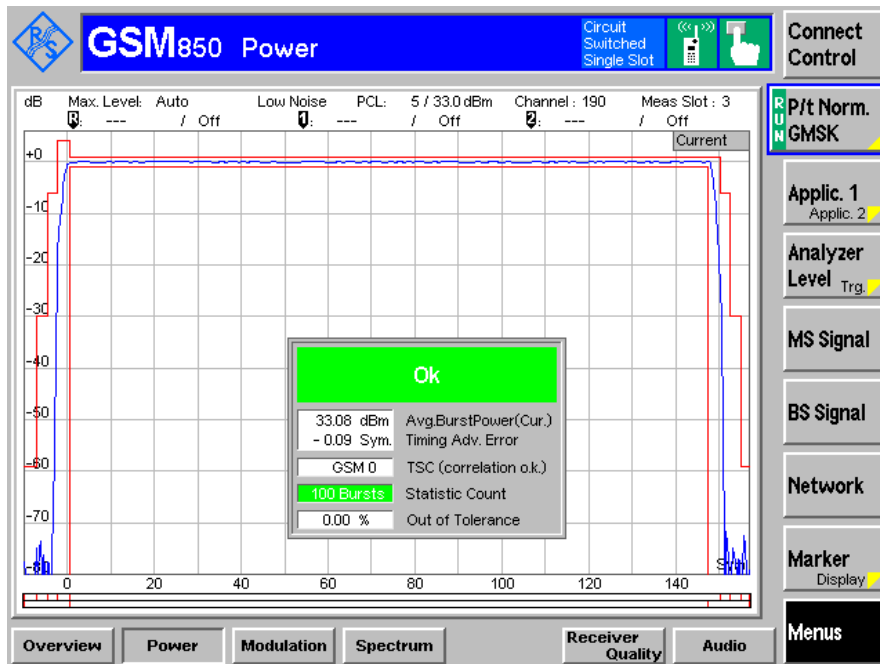 R&S
GSM850 Power
Circuit
Switched
Single Slot
Connect
Control
dB Max. Level: Auto Low Noise PCL: 5 / 33.0 dBm Channel : 190 Meas Slot : 3
R: --- / Off 1: --- / Off 2: --- / Off
RUN
P/t Norm.
GMSK
Current
+0
-10
-20
-30
-40
-50
-60
-70
-80
Sym
0 20 40 60 80 100 120 140
Ok
33.08 dBm Avg.BurstPower(Cur.)
- 0.09 Sym. Timing Adv. Error
GSM 0 TSC (correlation o.k.)
100 Bursts Statistic Count
0.00 % Out of Tolerance
Applic. 1
Applic. 2
Analyzer
Level Trg.
MS Signal
BS Signal
Network
Marker
Display
Menus
Overview Power Modulation Spectrum Receiver Quality Audio